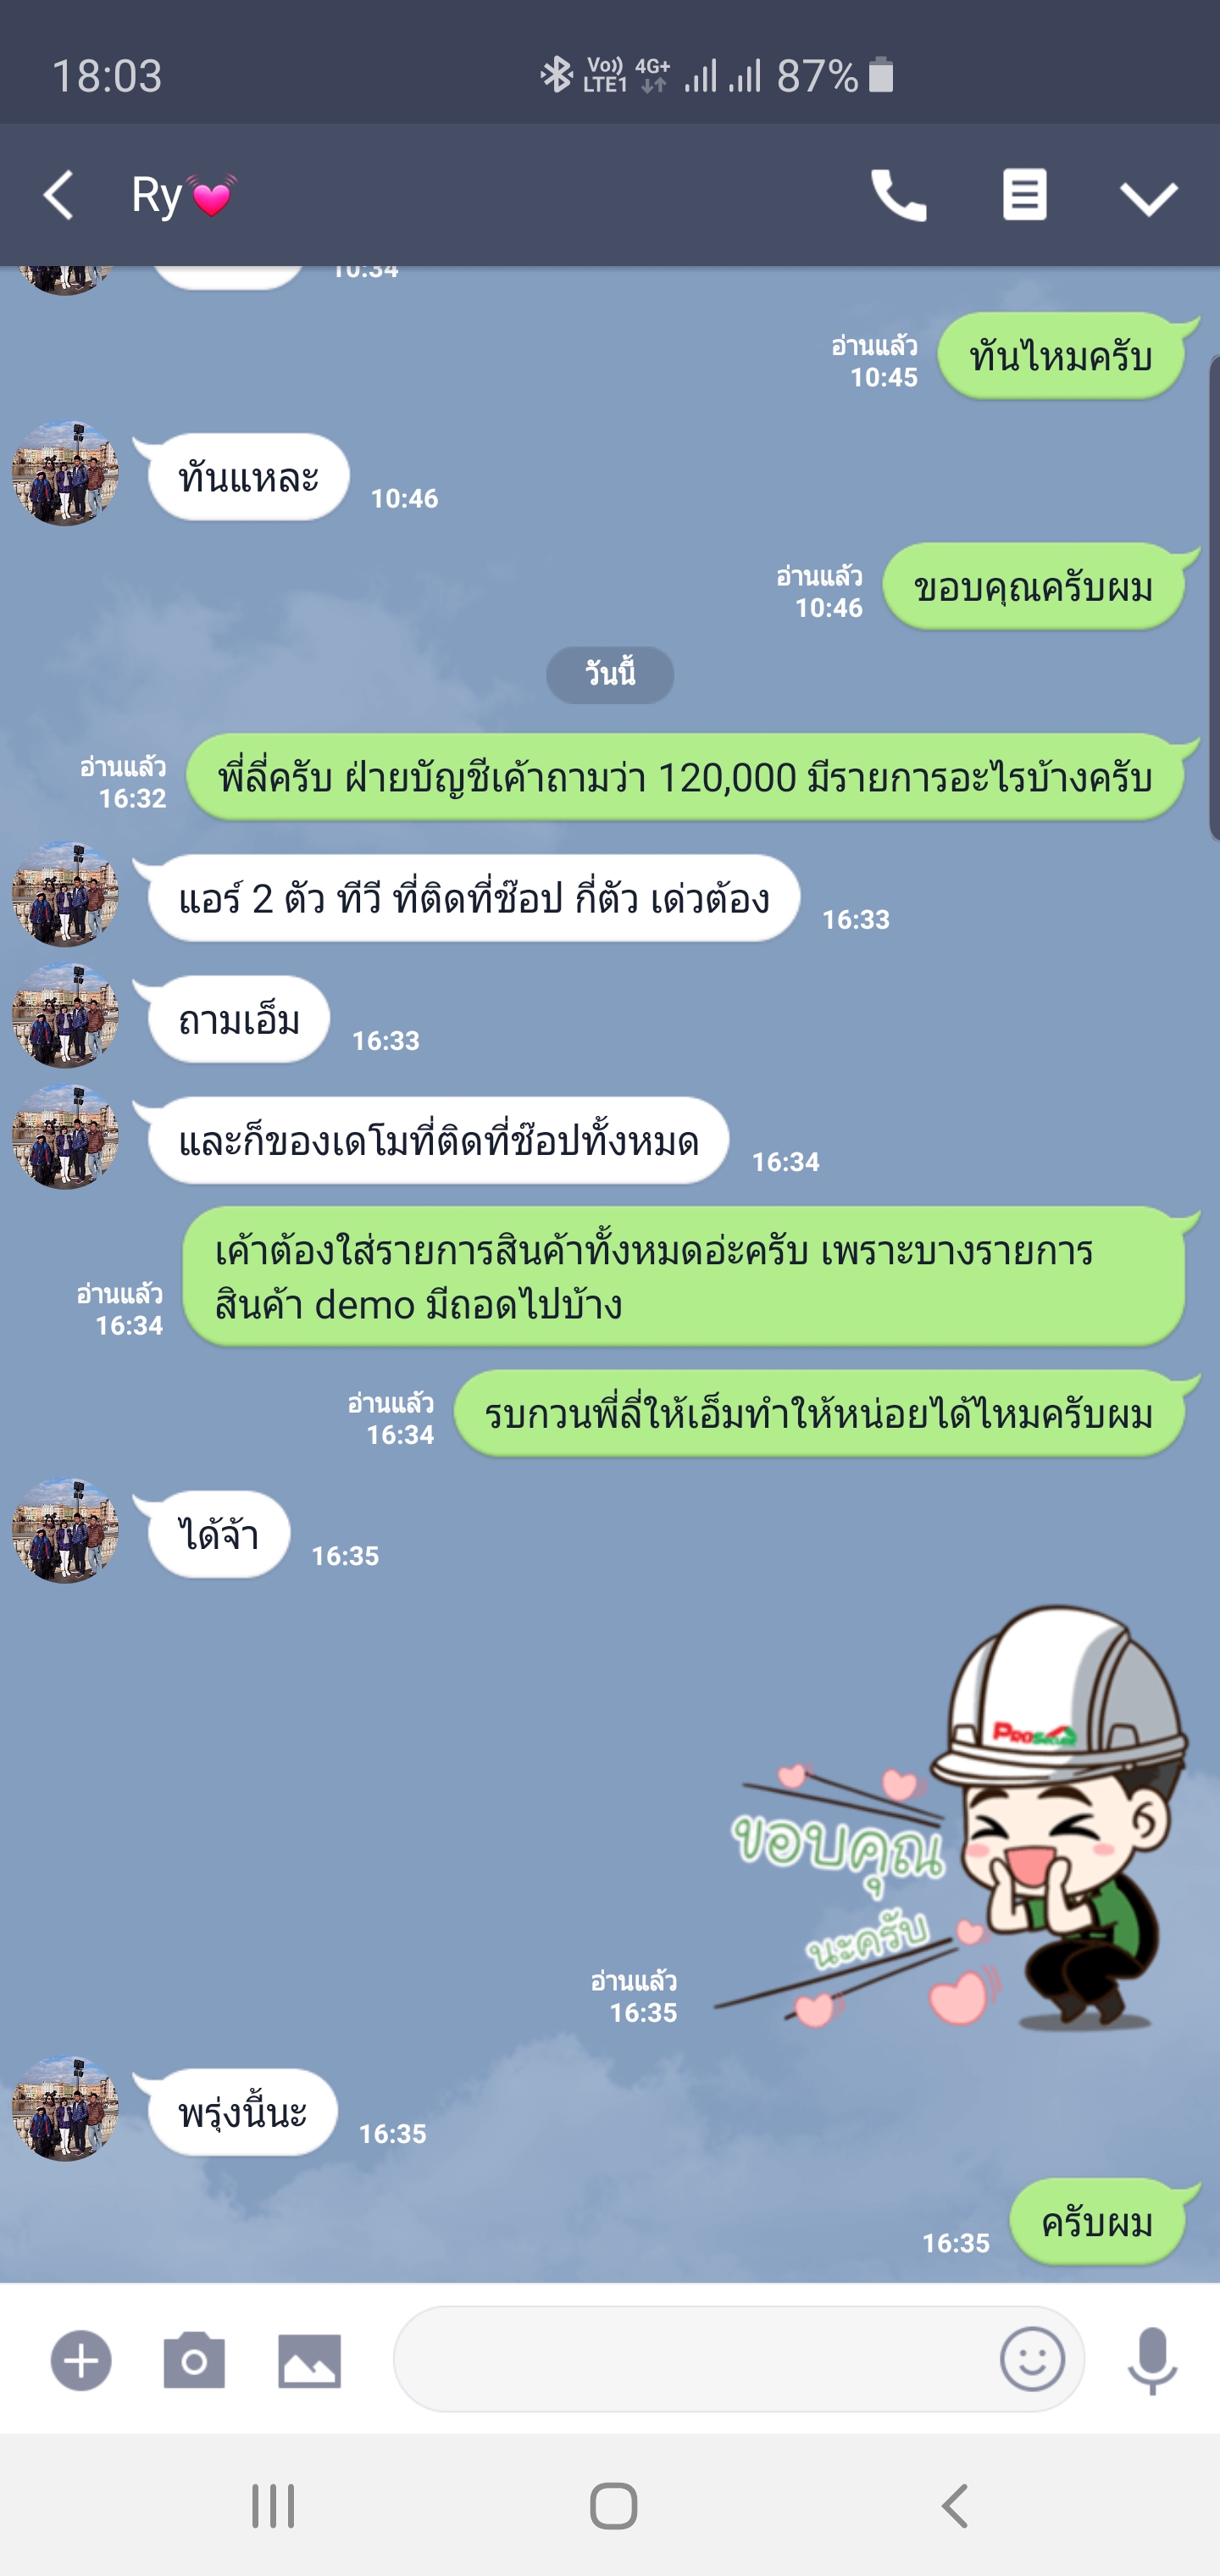 18:03
Vo)) LTE1 4G+ 87%
Ry
10:34
ทันไหมครับ
อ่านแล้ว
10:45
ทันแหละ
10:46
ขอบคุณครับผม
อ่านแล้ว
10:46
วันนี้
พี่ลี่ครับ ฝ่ายบัญชีเค้าถามว่า 120,000 มีรายการอะไรบ้างครับ
อ่านแล้ว
16:32
แอร์ 2 ตัว ทีวี ที่ติดที่ช๊อป กี่ตัว เด่วต้อง
16:33
ถามเอ็ม
16:33
และก็ของเดโมที่ติดที่ช๊อปทั้งหมด
16:34
เค้าต้องใส่รายการสินค้าทั้งหมดอ่ะครับ เพราะบางรายการ
สินค้า demo มีถอดไปบ้าง
อ่านแล้ว
16:34
รบกวนพี่ลี่ให้เอ็มทำให้หน่อยได้ไหมครับผม
อ่านแล้ว
16:34
ได้จ้า
16:35
PROSecure
ขอบคุณ
นะครับ
อ่านแล้ว
16:35
พรุ่งนี้นะ
16:35
ครับผม
16:35